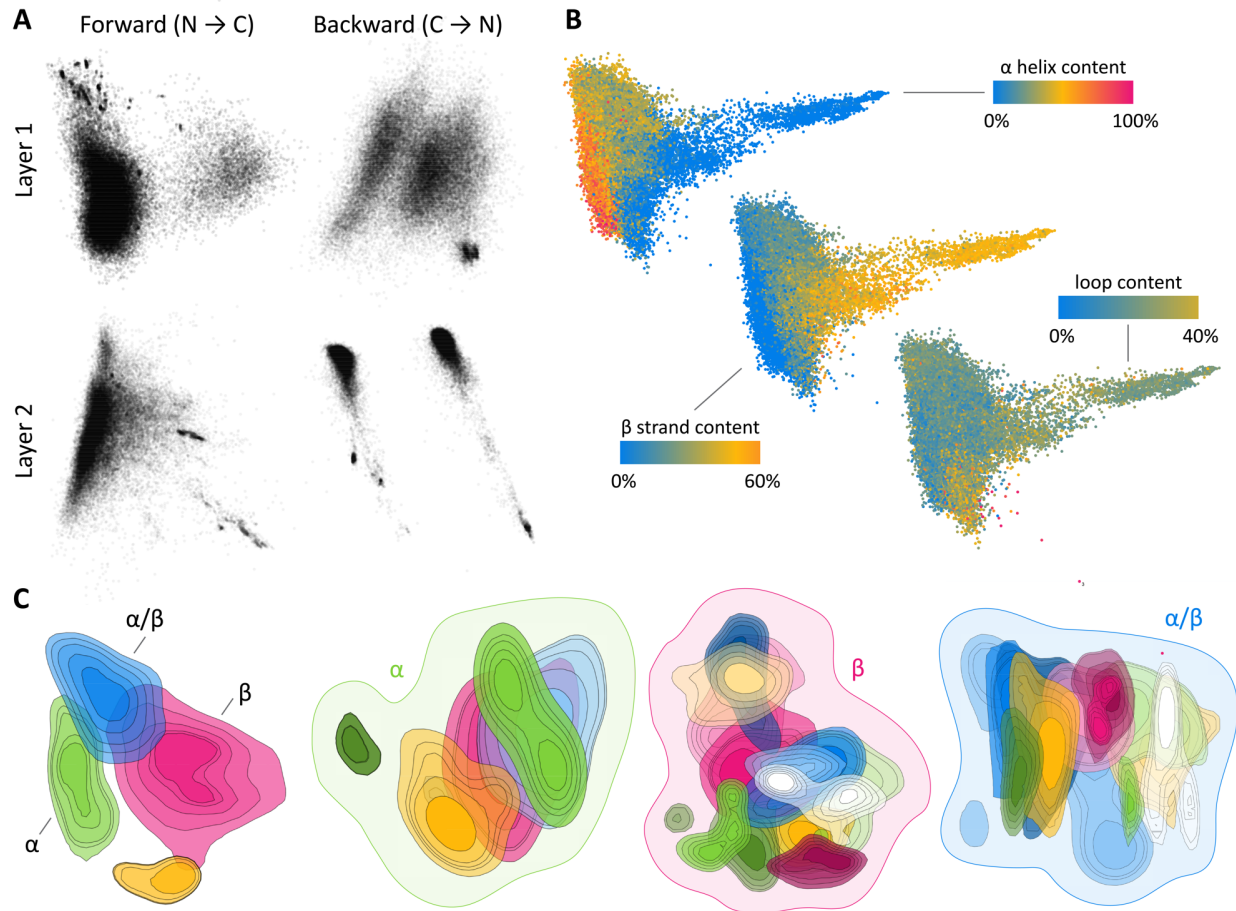 A
Forward (N → C)
Backward (C → N)
Layer 1
Layer 2
B
α helix content
0%
100%
β strand content
0%
60%
loop content
0%
40%
C
α/β
β
α
α
β
α/β